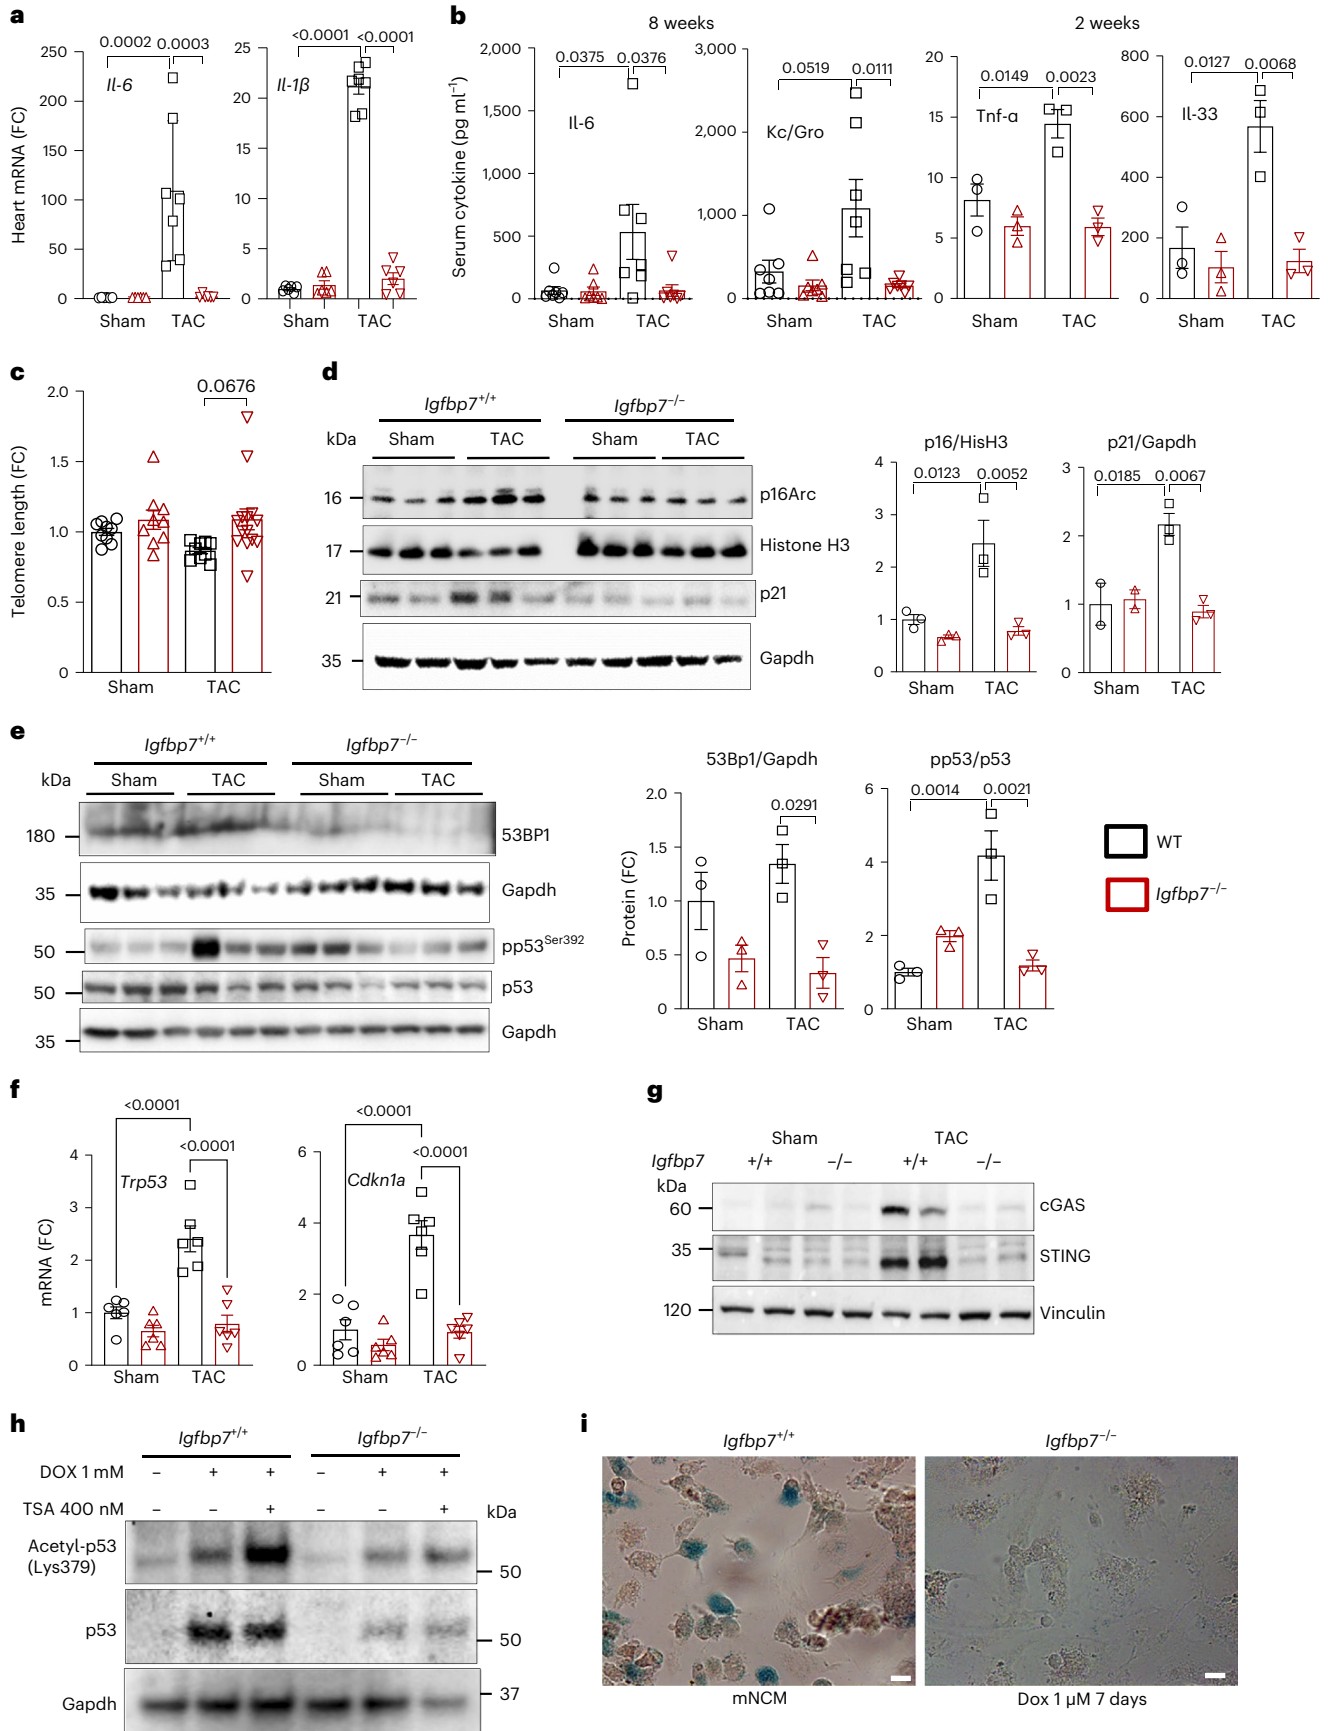 a
Heart mRNA (FC)
250
200
150
100
50
0
0.0002 0.0003
Il-6
Sham TAC
25
20
15
10
5
0
<0.0001 <0.0001
Il-1β
Sham TAC
b
8 weeks
2 weeks
Serum cytokine (pg ml−1)
2,000
1,500
1,000
500
0
0.0375 0.0376
Il-6
Sham TAC
3,000
2,000
1,000
0
0.0519 0.0111
Kc/Gro
Sham TAC
20
15
10
5
0
0.0149 0.0023
Tnf-α
Sham TAC
800
600
400
200
0
0.0127 0.0068
Il-33
Sham TAC
c
Telomere length (FC)
2.0
1.5
1.0
0.5
0
0.0676
Sham TAC
d
Igfbp7+/+ Igfbp7−/−
kDa Sham TAC Sham TAC
16 p16Arc
17 Histone H3
21 p21
35 Gapdh
p16/HisH3
4
3
2
1
0
0.0123 0.0052
Sham TAC
p21/Gapdh
3
2
1
0
0.0185 0.0067
Sham TAC
e
Igfbp7+/+ Igfbp7−/−
kDa Sham TAC Sham TAC
180 53BP1
35 Gapdh
50 pp53Ser392
50 p53
35 Gapdh
53Bp1/Gapdh
Protein (FC)
2.0
1.5
1.0
0.5
0
0.0291
Sham TAC
pp53/p53
6
4
2
0
0.0014 0.0021
Sham TAC
WT
Igfbp7−/−
f
mRNA (FC)
4
3
2
1
0
<0.0001
<0.0001
Trp53
Sham TAC
6
4
2
0
<0.0001
<0.0001
Cdkn1a
Sham TAC
g
Sham TAC
Igfbp7 +/+ −/− +/+ −/−
kDa
60 cGAS
35 STING
120 Vinculin
h
Igfbp7+/+ Igfbp7−/−
DOX 1 mM − + + − + +
TSA 400 nM − − + − − + kDa
Acetyl-p53
(Lys379)
50
p53
50
Gapdh
37
i
Igfbp7+/+ Igfbp7−/−
mNCM Dox 1 µM 7 days